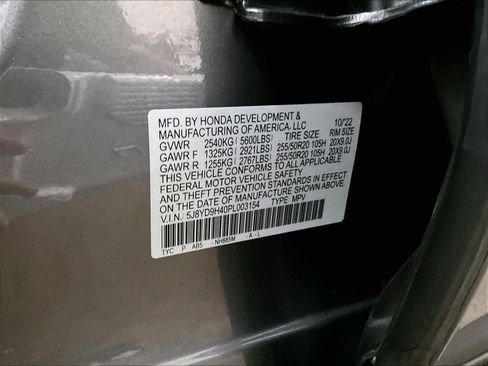 MFD. BY HONDA DEVELOPMENT & 10/22
MANUFACTURING OF AMERICA, LLC
GVWR 2540KG ( 5600LBS) TIRE SIZE RIM SIZE
GAWR F 1325KG ( 2921LBS) 255/50R20 105H 20X9.0J
GAWR R 1255KG ( 2767LBS) 255/50R20 105H 20X9.0J
THIS VEHICLE CONFORMS TO ALL APPLICABLE
FEDERAL MOTOR VEHICLE SAFETY
AND THEFT PREVENTION STANDARDS IN EFFECT
ON THE DATE OF MANUFACTURE SHOWN ABOVE.
V.I.N.: 5J8YD9H40PL003154 TYPE MPV
TYC P AB5 -NH885M -A-L